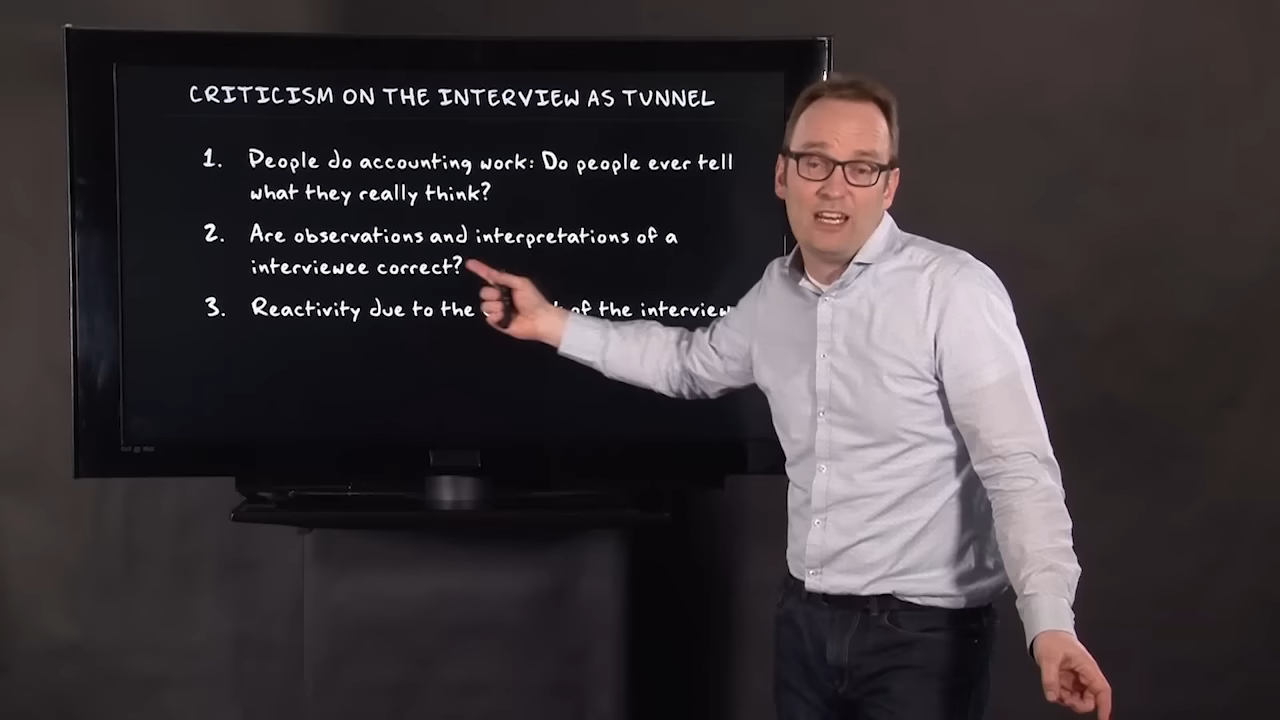 CRITICISM ON THE INTERVIEW AS TUNNEL
1. People do accounting work: Do people ever tell
what they really think?
2. Are observations and interpretations of a
interviewee correct?
3. Reactivity due to the of the interview